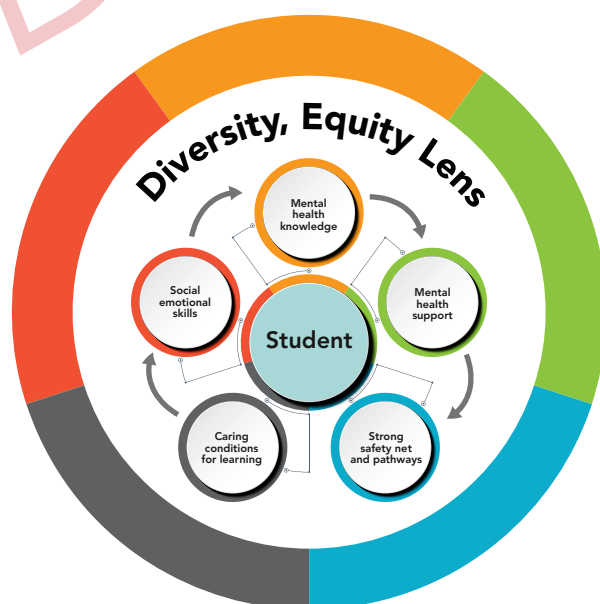 Diversity, Equity Lens
Mental
health
knowledge
Social
emotional
skills
Mental
health
support
Student
Caring
conditions
for learning
Strong
safety net
and pathways